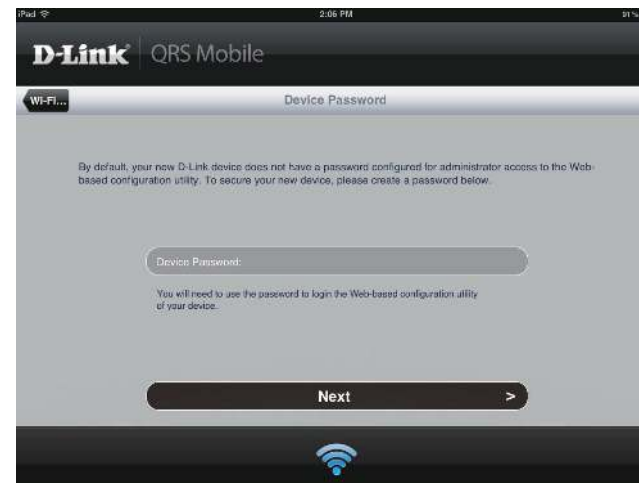 iPad 2:06 PM 91%
D-Link QRS Mobile
Wi-Fi... Device Password
By default, your new D-Link device does not have a password configured for administrator access to the Web-
based configuration utility. To secure your new device, please create a password below.
Device Password:
You will need to use the password to login the Web-based configuration utility
of your device.
Next >